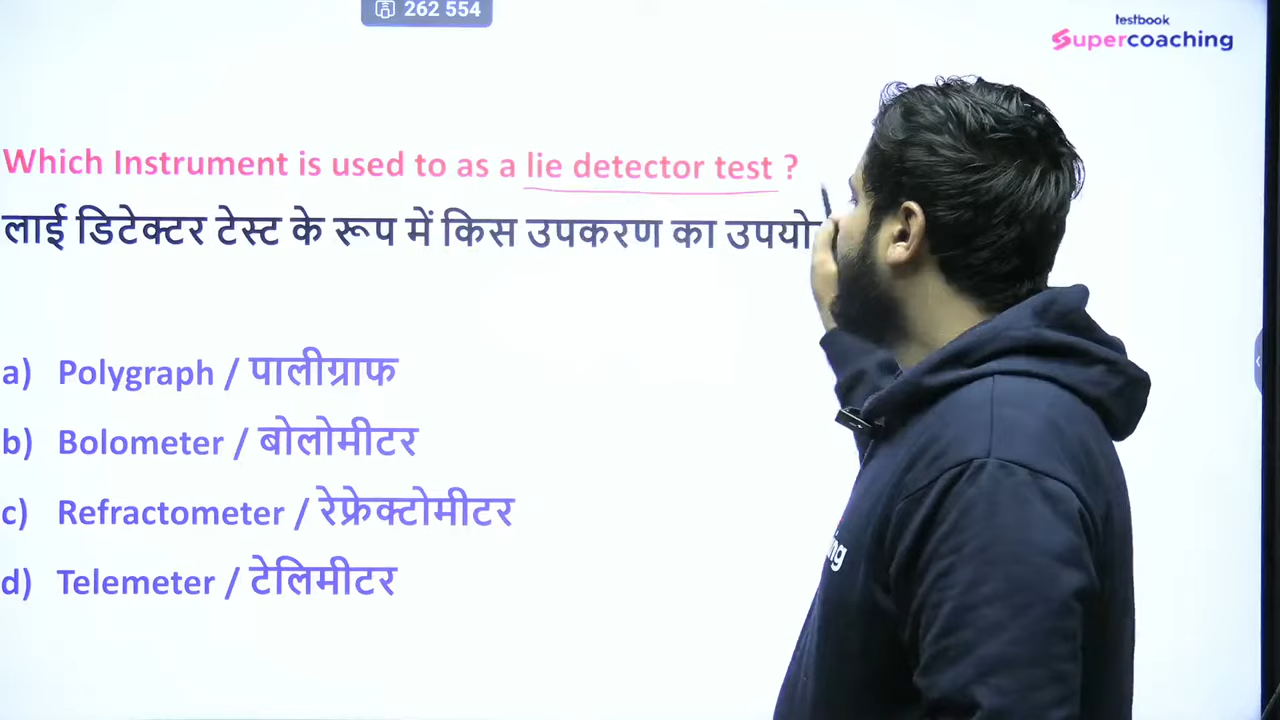 262 554
testbook
Supercoaching
Which Instrument is used to as a lie detector test ?
लाई डिटेक्टर टेस्ट के रूप में किस उपकरण का
a) Polygraph / पालीग्राफ
b) Bolometer / बोलोमीटर
c) Refractometer / रेफ्रेक्टोमीटर
d) Telemeter / टेलिमीटर